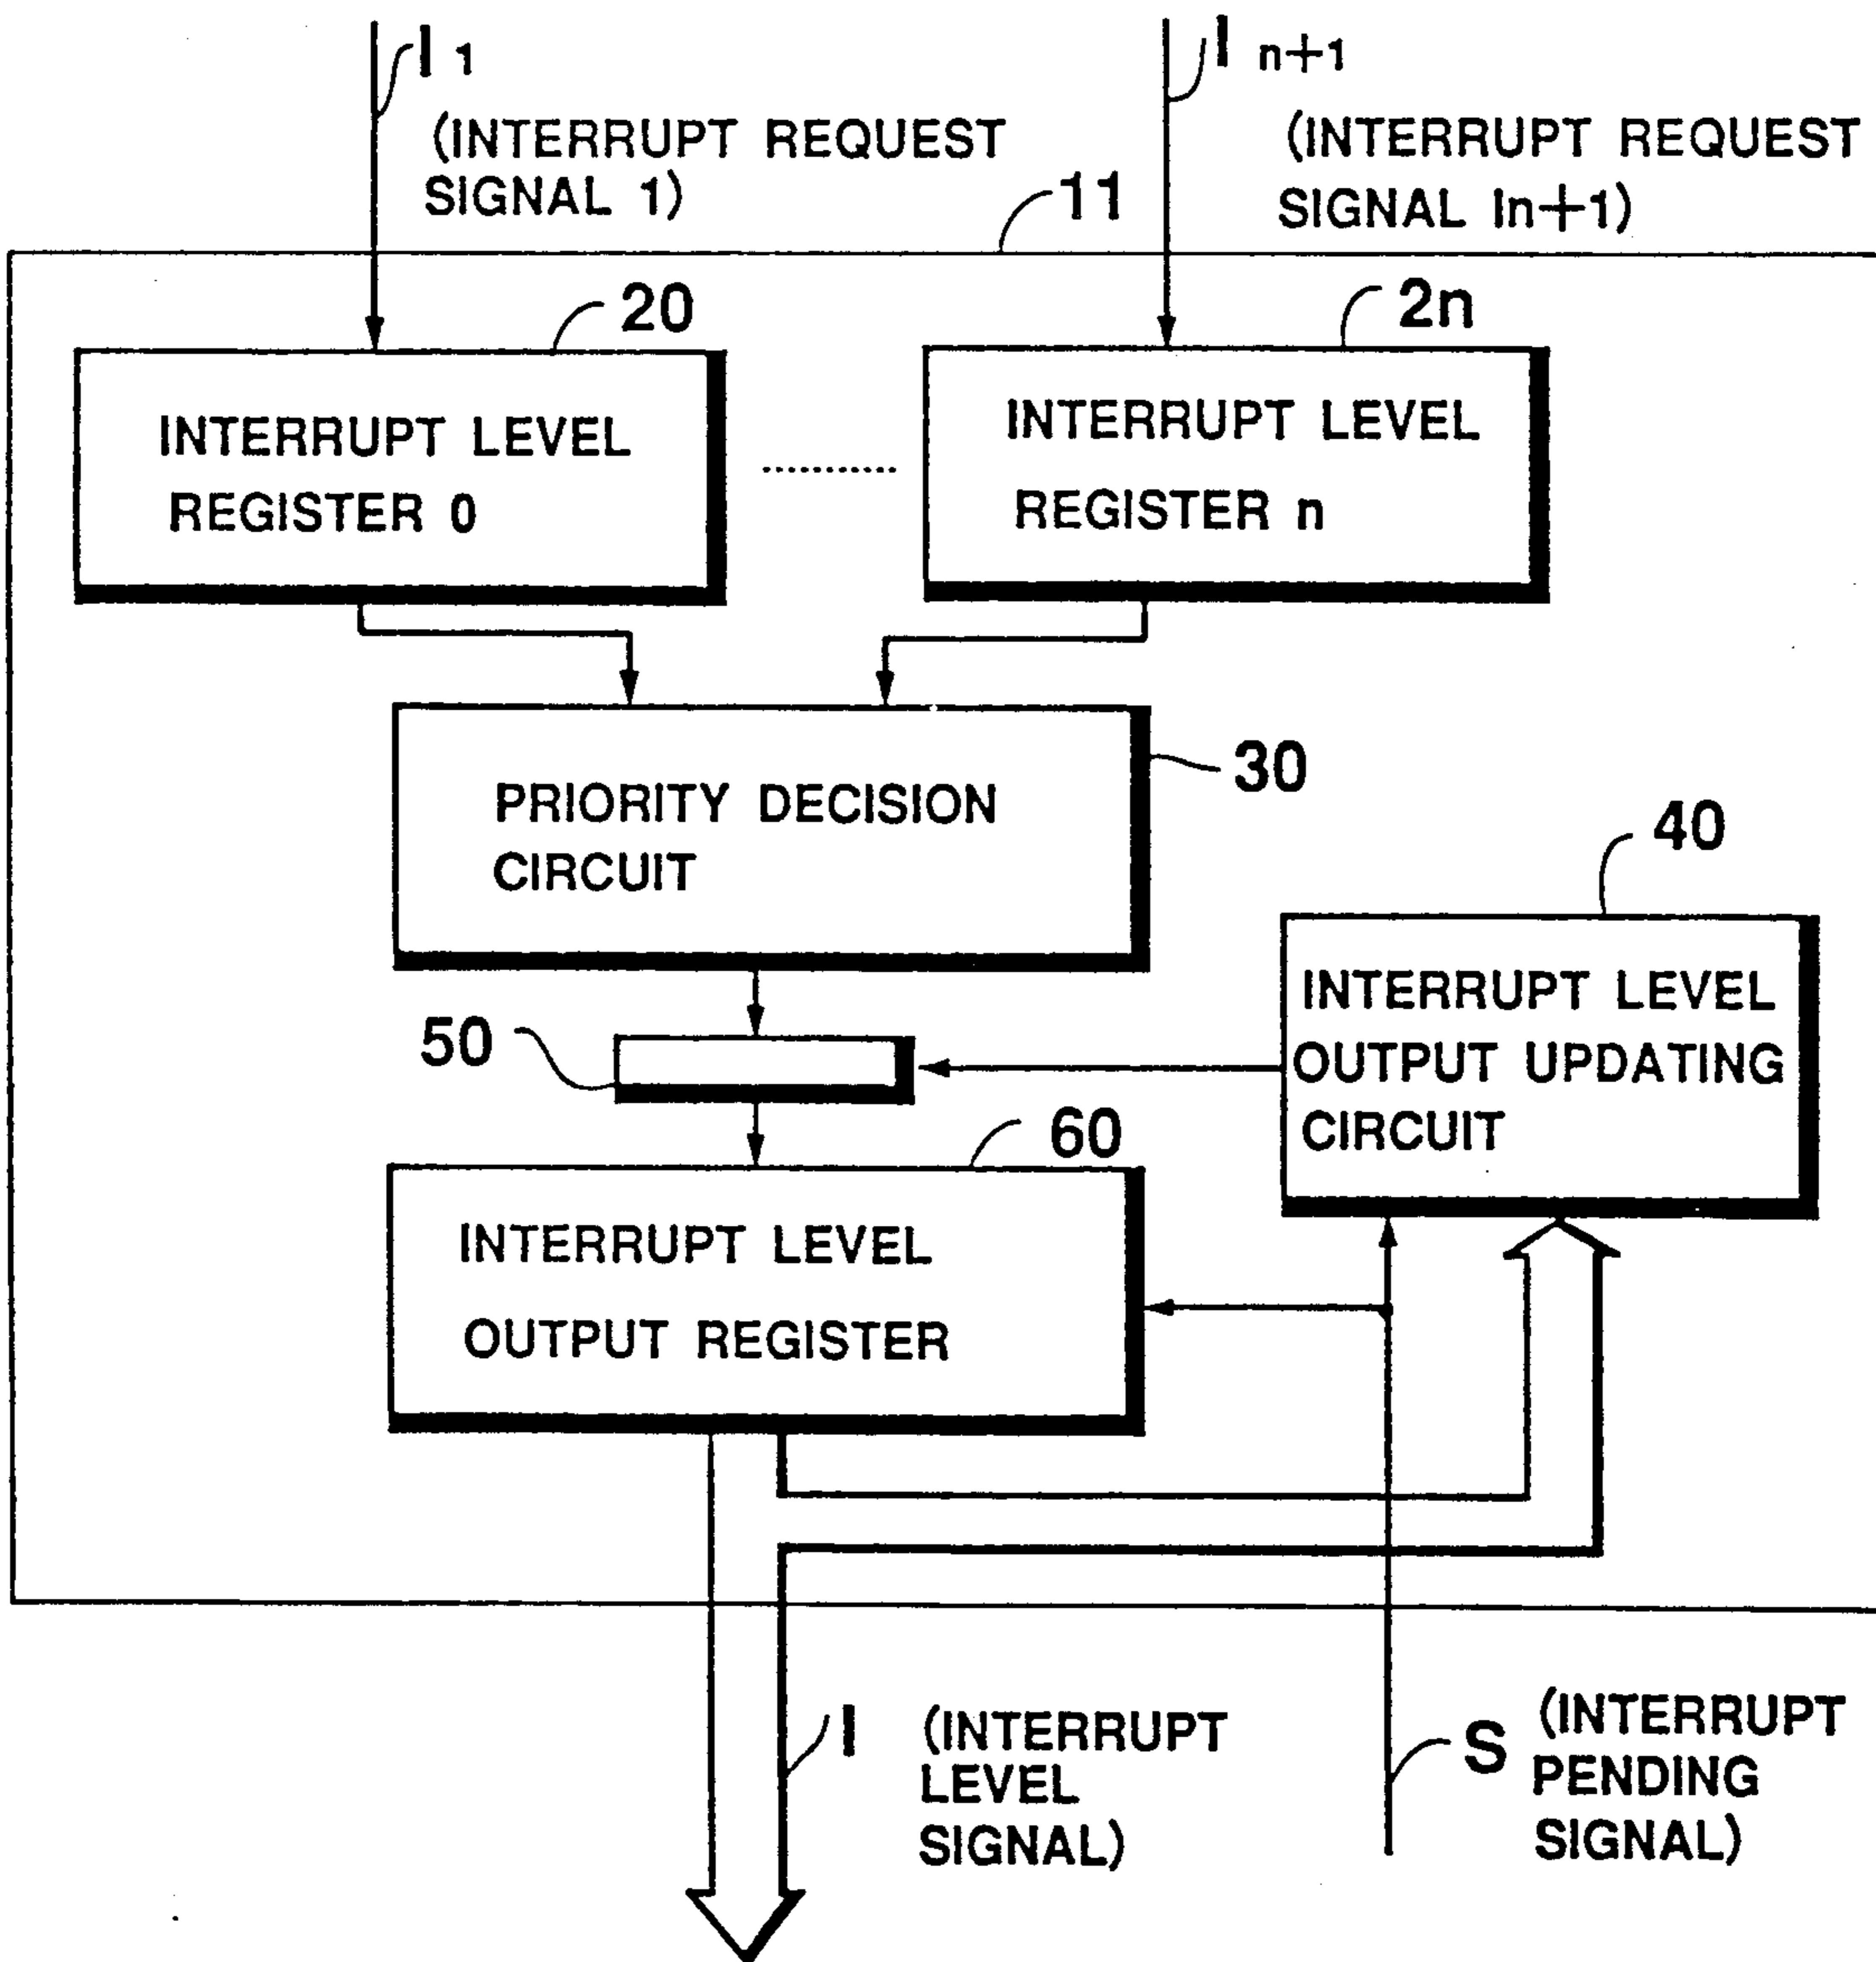 I 1
(INTERRUPT REQUEST
SIGNAL 1)
I n+1
(INTERRUPT REQUEST
SIGNAL In+1)
11
20
INTERRUPT LEVEL
REGISTER 0
2n
INTERRUPT LEVEL
REGISTER n
30
PRIORITY DECISION
CIRCUIT
40
INTERRUPT LEVEL
OUTPUT UPDATING
CIRCUIT
50
60
INTERRUPT LEVEL
OUTPUT REGISTER
I
(INTERRUPT
LEVEL
SIGNAL)
S
(INTERRUPT
PENDING
SIGNAL)